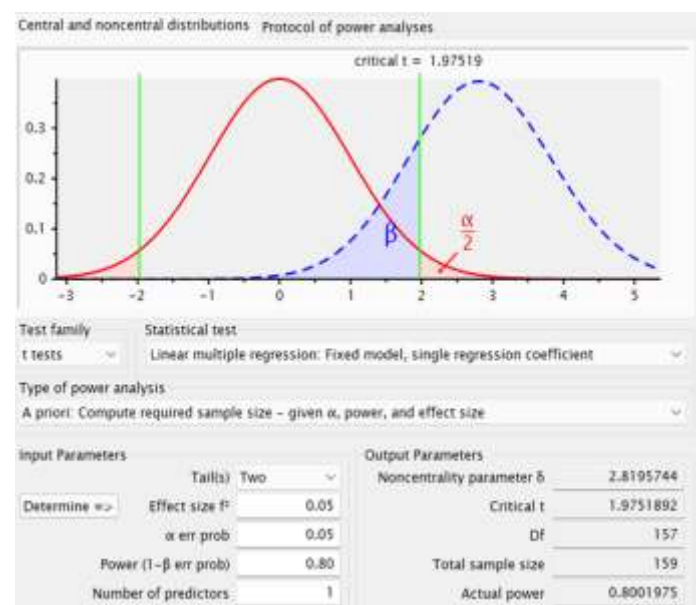 Central and noncentral distributions Protocol of power analyses
critical t = 1.97519
0.3
0.2
0.1
0
β
α
2
-3 -2 -1 0 1 2 3 4 5
Test family Statistical test
t tests Linear multiple regression: Fixed model, single regression coefficient
Type of power analysis
A priori: Compute required sample size – given α, power, and effect size
Input Parameters Output Parameters
Tail(s) Two Noncentrality parameter δ 2.8195744
Determine => Effect size f² 0.05 Critical t 1.9751892
α err prob 0.05 Df 157
Power (1-β err prob) 0.80 Total sample size 159
Number of predictors 1 Actual power 0.8001975